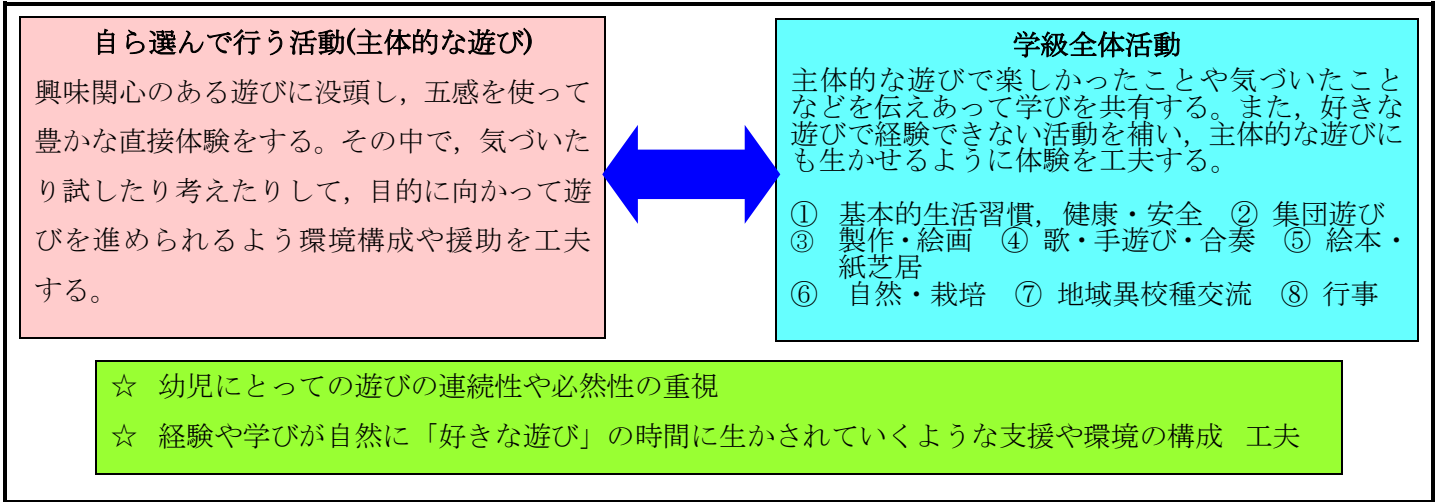 自ら選んで行う活動(主体的な遊び)
興味関心のある遊びに没頭し，五感を使って
豊かな直接体験をする。その中で，気づいた
り試したり考えたりして，目的に向かって遊
びを進められるよう環境構成や援助を工夫
する。
学級全体活動
主体的な遊びで楽しかったことや気づいたこと
などを伝えあって学びを共有する。また，好きな
遊びで経験できない活動を補い，主体的な遊びに
も生かせるように体験を工夫する。
① 基本的生活習慣，健康・安全 ② 集団遊び
③ 製作・絵画 ④ 歌・手遊び・合奏 ⑤ 絵本・
紙芝居
⑥ 自然・栽培 ⑦ 地域異校種交流 ⑧ 行事
☆ 幼児にとっての遊びの連続性や必然性の重視
☆ 経験や学びが自然に「好きな遊び」の時間に生かされていくような支援や環境の構成 工夫